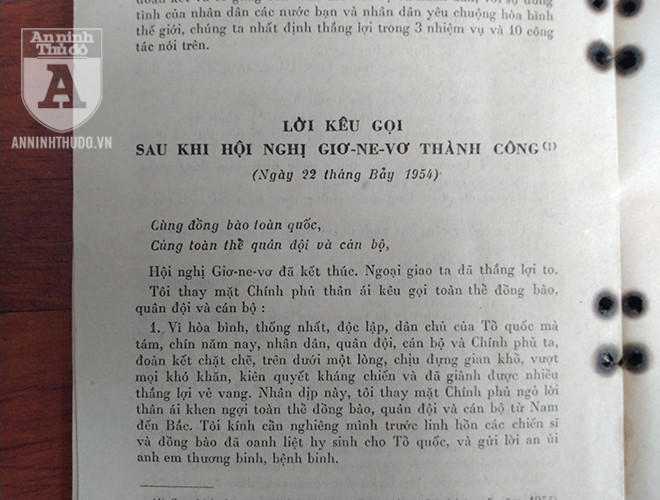 tình của nhân dân các nước bạn và nhân dân yêu chuộng hòa bình
thế giới, chúng ta nhất định thắng lợi trong 3 nhiệm vụ và 10 công
tác nói trên.
An ninh
Thủ đô
A
ANNINHTHUDO.VN
LỜI KÊU GỌI
SAU KHI HỘI NGHỊ GIƠ-NE-VƠ THÀNH CÔNG (1)
(Ngày 22 tháng Bảy 1954)
Cùng đồng bào toàn quốc,
Cùng toàn thể quân đội và cán bộ,
Hội nghị Giơ-ne-vơ đã kết thúc. Ngoại giao ta đã thắng lợi to.
Tôi thay mặt Chính phủ thân ái kêu gọi toàn thể đồng bào,
quân đội và cán bộ :
1. Vì hòa bình, thống nhất, độc lập, dân chủ của Tổ quốc mà
tám, chín năm nay, nhân dân, quân đội, cán bộ và Chính phủ ta,
đoàn kết chặt chẽ, trên dưới một lòng, chịu đựng gian khổ, vượt
mọi khó khăn, kiên quyết kháng chiến và đã giành được nhiều
thắng lợi vẻ vang. Nhân dịp này, tôi thay mặt Chính phủ ngỏ lời
thân ái khen ngợi toàn thể đồng bào, quân đội và cán bộ từ Nam
đến Bắc. Tôi kính cẩn nghiêng mình trước linh hồn các chiến sĩ
và đồng bào đã oanh liệt hy sinh cho Tổ quốc, và gửi lời an ủi
anh em thương binh, bệnh binh.